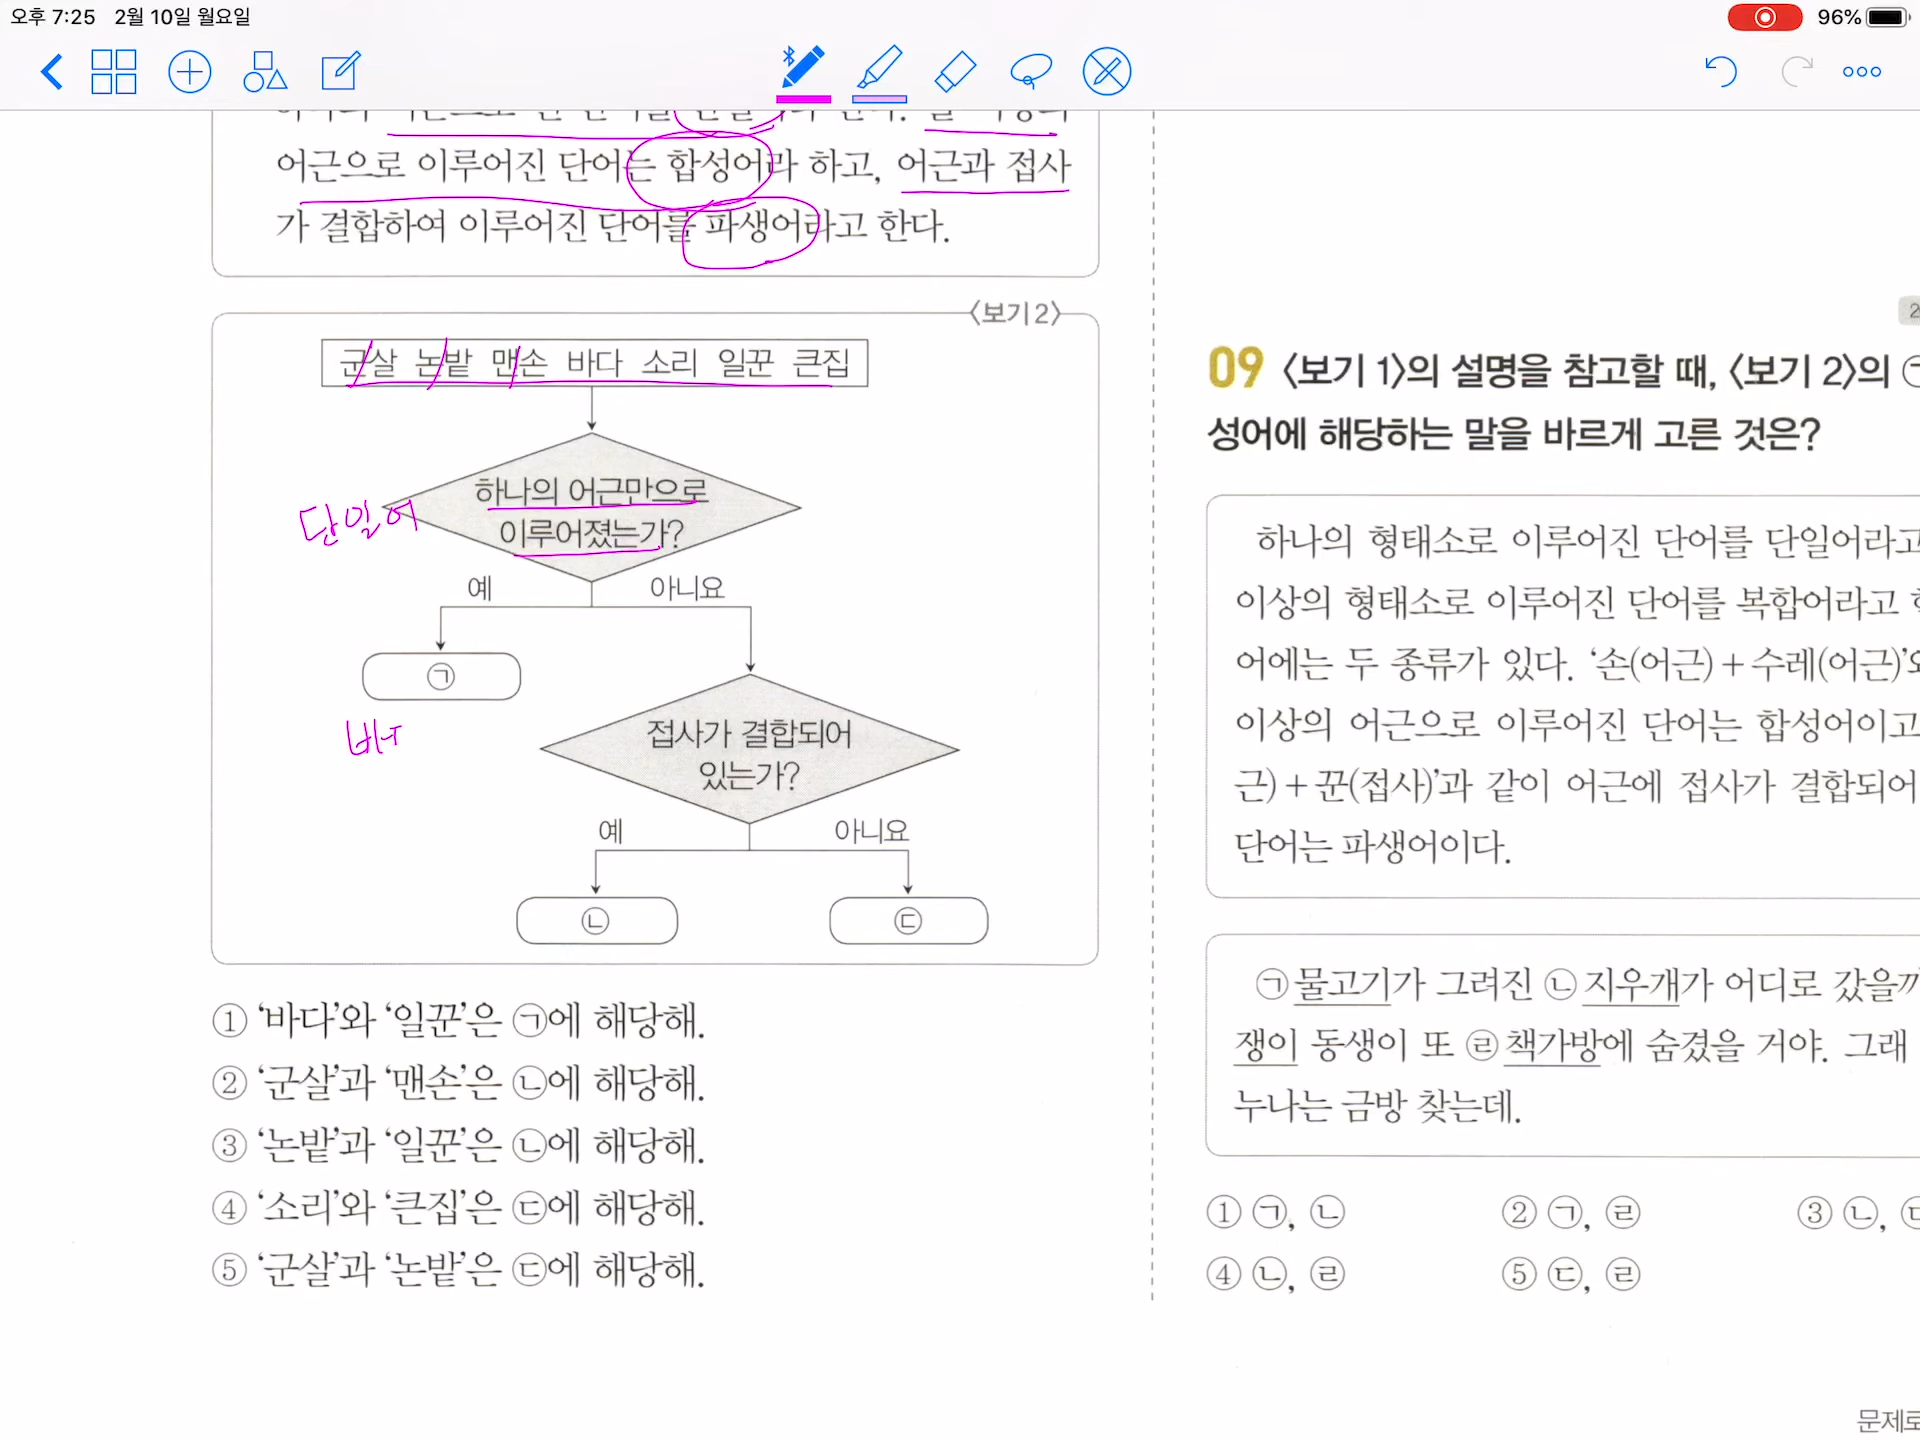 오후 7:25 2월 10일 월요일
96%
어근으로 이루어진 단어는 합성어라 하고, 어근과 접사
가 결합하여 이루어진 단어를 파생어라고 한다.
<보기 2>
군살 논밭 맨손 바다 소리 일꾼 큰집
하나의 어근만으로
이루어졌는가?
단일어
예
아니요
㉠
바
접사가 결합되어
있는가?
예
아니요
㉡
㉢
① ‘바다’와 ‘일꾼’은 ㉠에 해당해.
② ‘군살’과 ‘맨손’은 ㉡에 해당해.
③ ‘논밭’과 ‘일꾼’은 ㉡에 해당해.
④ ‘소리’와 ‘큰집’은 ㉢에 해당해.
⑤ ‘군살’과 ‘논밭’은 ㉢에 해당해.
2
09 <보기 1>의 설명을 참고할 때, <보기 2>의
성어에 해당하는 말을 바르게 고른 것은?
하나의 형태소로 이루어진 단어를 단일어라고
이상의 형태소로 이루어진 단어를 복합어라고
어에는 두 종류가 있다. ‘손(어근)+수레(어근)’와
이상의 어근으로 이루어진 단어는 합성어이고
근)+꾼(접사)’과 같이 어근에 접사가 결합되어
단어는 파생어이다.
㉠물고기가 그려진 ㉡지우개가 어디로 갔을까
쟁이 동생이 또 ㉣책가방에 숨겼을 거야. 그래
누나는 금방 찾는데.
① ㉠, ㉡
② ㉠, ㉣
③ ㉡, ㉢
④ ㉡, ㉣
⑤ ㉢, ㉣
문제로